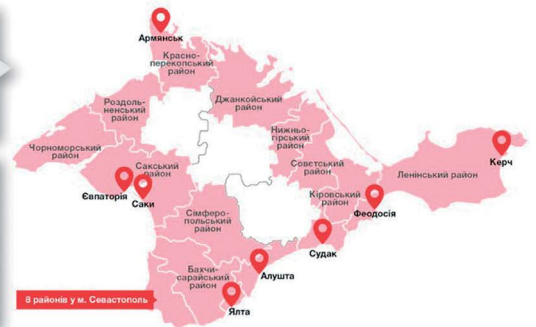 Армянськ
Красно-
перекопський
район
Роздоль-
ненський
район
Джанкойський
район
Нижньо-
гірський
район
Чорноморський
район
Сакський
район
Совєтський
район
Керч
Ленінський район
Євпаторія
Саки
Кіровський
район
Феодосія
Сімферо-
польський
район
Судак
Бахчи-
сарайський
район
Алушта
8 районів у м. Севастополь
Ялта